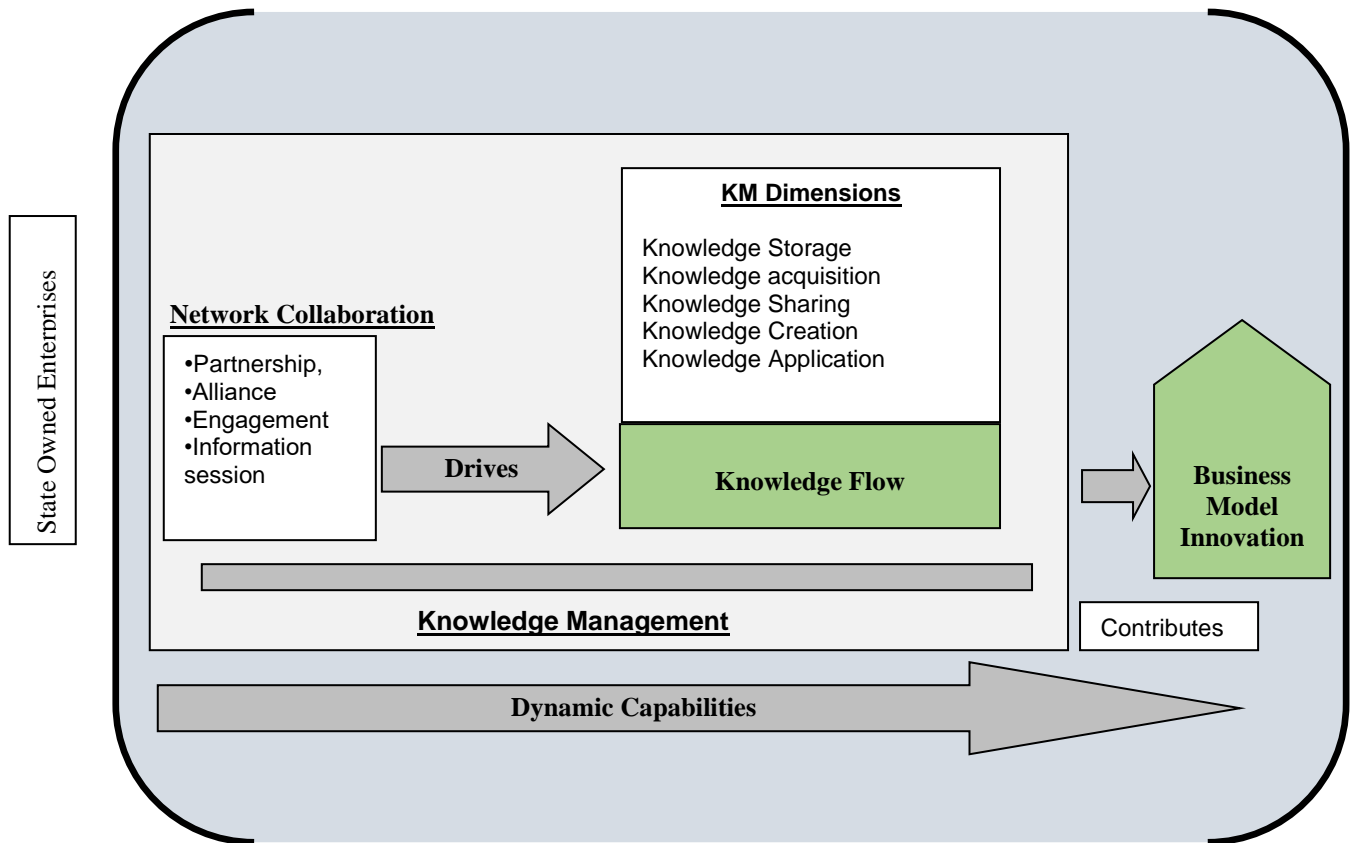 State Owned Enterprises
Network Collaboration
•Partnership,
•Alliance
•Engagement
•Information
session
Drives
KM Dimensions
Knowledge Storage
Knowledge acquisition
Knowledge Sharing
Knowledge Creation
Knowledge Application
Knowledge Flow
Business
Model
Innovation
Knowledge Management
Contributes
Dynamic Capabilities